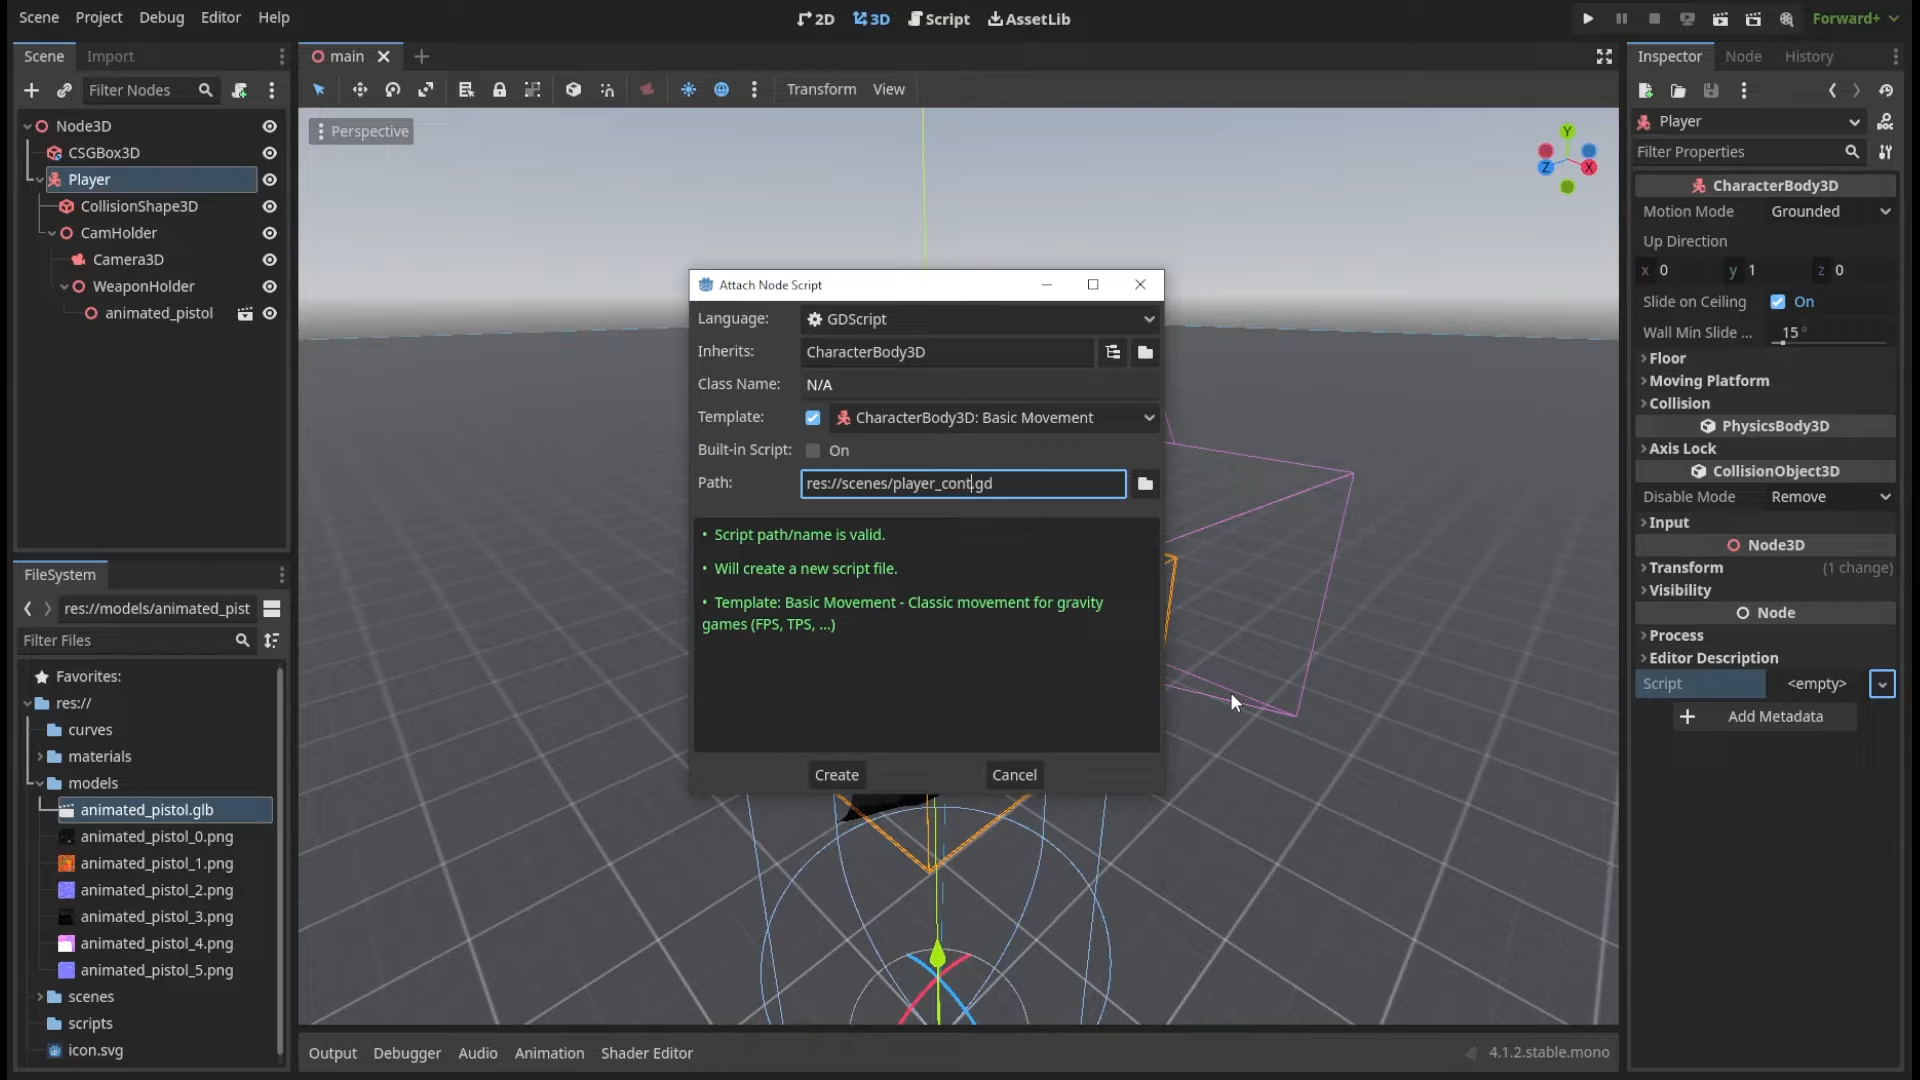 Scene Project Debug Editor Help
2D 3D Script AssetLib
Forward+
Scene Import
Filter Nodes
Node3D
CSGBox3D
Player
CollisionShape3D
CamHolder
Camera3D
WeaponHolder
animated_pistol
FileSystem
res://models/animated_pist
Filter Files
Favorites:
res://
curves
materials
models
animated_pistol.glb
animated_pistol_0.png
animated_pistol_1.png
animated_pistol_2.png
animated_pistol_3.png
animated_pistol_4.png
animated_pistol_5.png
scenes
scripts
icon.svg
main
Transform View
Perspective
Y
Z X
Attach Node Script
Language: GDScript
Inherits: CharacterBody3D
Class Name: N/A
Template: CharacterBody3D: Basic Movement
Built-in Script: On
Path: res://scenes/player_cont.gd
• Script path/name is valid.
• Will create a new script file.
• Template: Basic Movement - Classic movement for gravity
games (FPS, TPS, ...)
Create Cancel
Output Debugger Audio Animation Shader Editor
4.1.2.stable.mono
Inspector Node History
Player
Filter Properties
CharacterBody3D
Motion Mode Grounded
Up Direction
x 0 y 1 z 0
Slide on Ceiling On
Wall Min Slide ... 15 °
Floor
Moving Platform
Collision
PhysicsBody3D
Axis Lock
CollisionObject3D
Disable Mode Remove
Input
Node3D
Transform (1 change)
Visibility
Node
Process
Editor Description
Script <empty>
Add Metadata